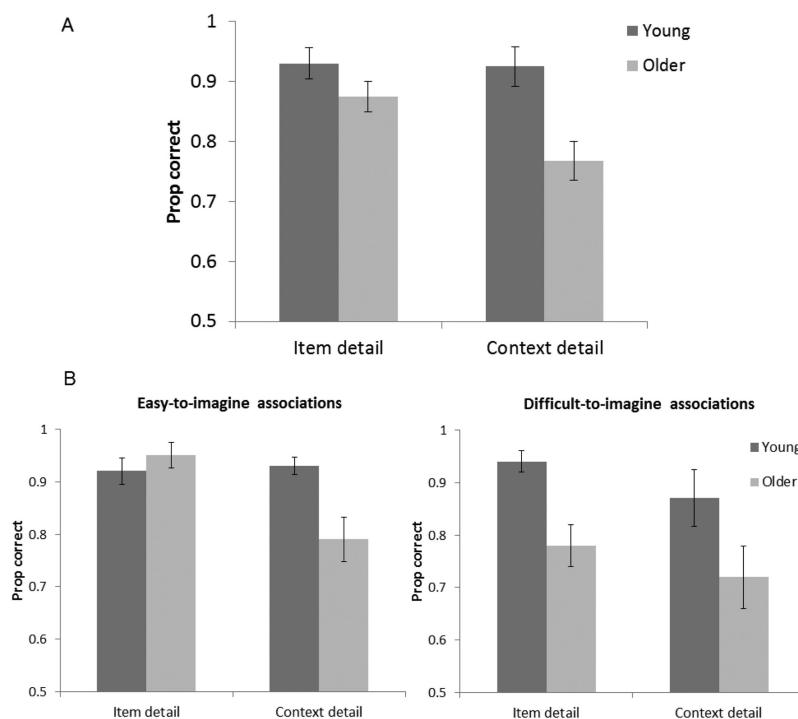 A
Prop correct
1
0.9
0.8
0.7
0.6
0.5
Item detail
Context detail
Young
Older
B
Easy-to-imagine associations
Prop correct
1
0.9
0.8
0.7
0.6
0.5
Item detail
Context detail
Difficult-to-imagine associations
Prop correct
1
0.9
0.8
0.7
0.6
0.5
Item detail
Context detail
Young
Older